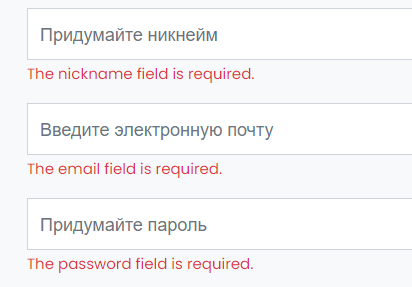 Придумайте никнейм
The nickname field is required.
Введите электронную почту
The email field is required.
Придумайте пароль
The password field is required.